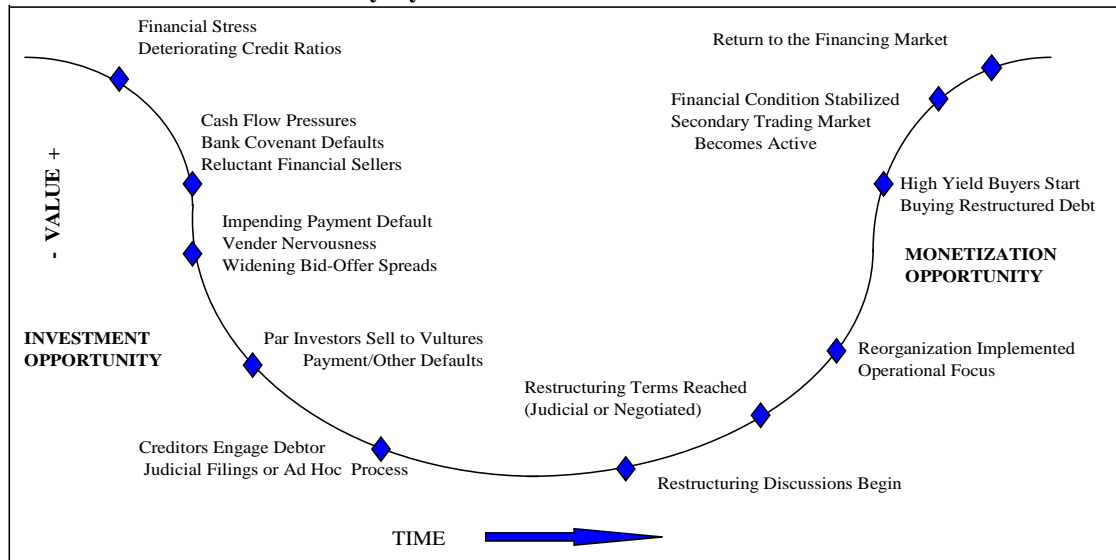 Financial Stress
Deteriorating Credit Ratios
Return to the Financing Market
Cash Flow Pressures
Bank Covenant Defaults
Reluctant Financial Sellers
Financial Condition Stabilized
Secondary Trading Market
Becomes Active
- VALUE +
High Yield Buyers Start
Buying Restructured Debt
Impending Payment Default
Vender Nervousness
Widening Bid-Offer Spreads
MONETIZATION
OPPORTUNITY
INVESTMENT
OPPORTUNITY
Par Investors Sell to Vultures
Payment/Other Defaults
Reorganization Implemented
Operational Focus
Restructuring Terms Reached
(Judicial or Negotiated)
Creditors Engage Debtor
Judicial Filings or Ad Hoc Process
Restructuring Discussions Begin
TIME